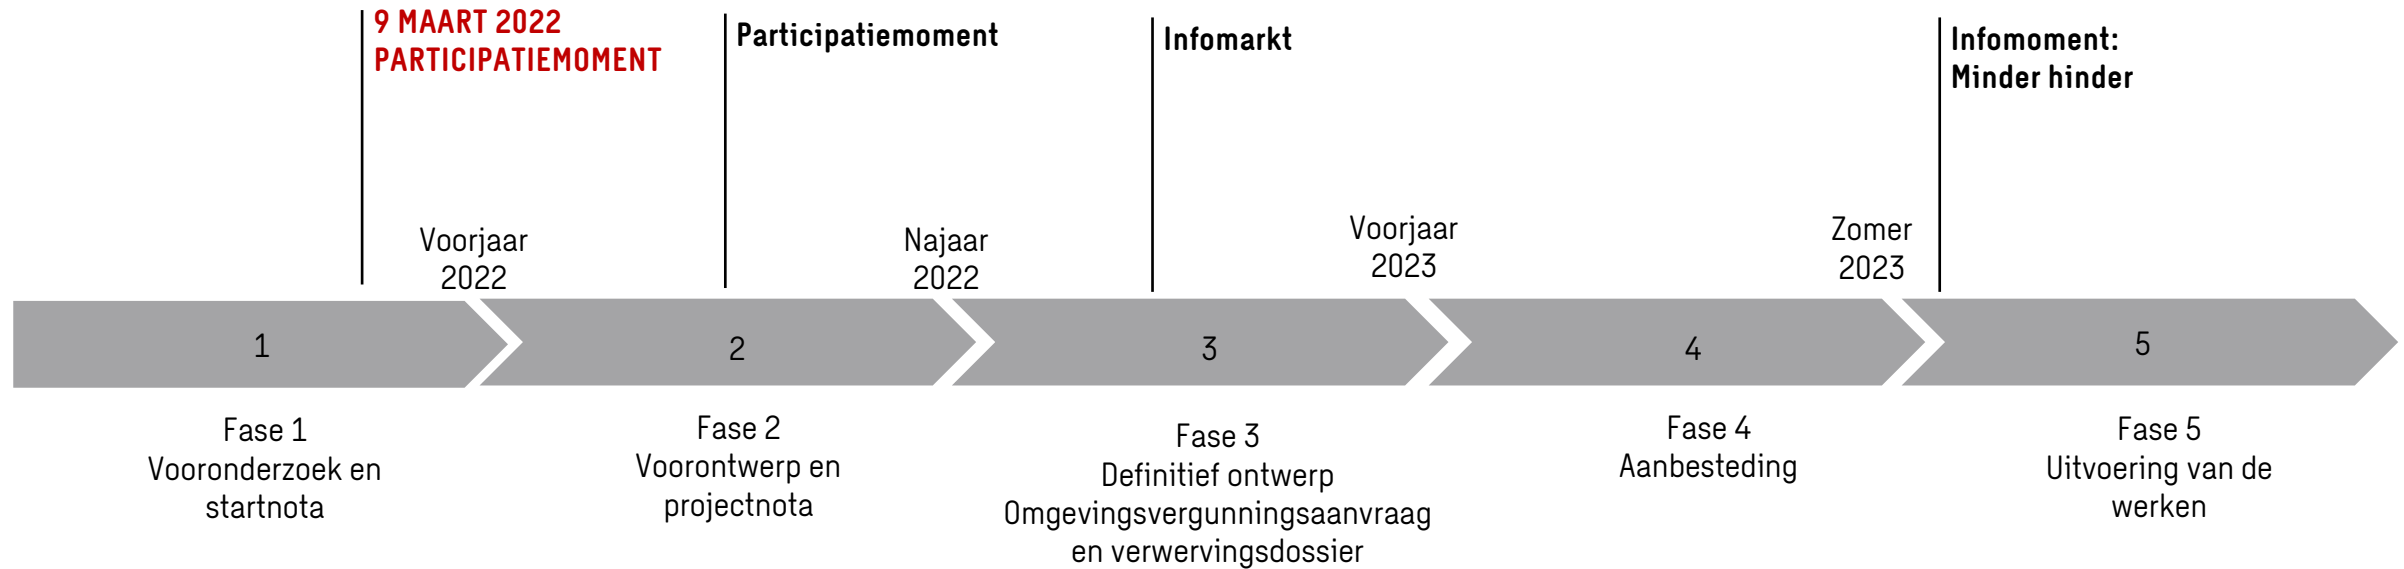 9 MAART 2022
PARTICIPATIEMOMENT
Participatiemoment
Infomarkt
Infomoment:
Minder hinder
Voorjaar
2022
Najaar
2022
Voorjaar
2023
Zomer
2023
1
2
3
4
5
Fase 1
Vooronderzoek en
startnota
Fase 2
Voorontwerp en
projectnota
Fase 3
Definitief ontwerp
Omgevingsvergunningsaanvraag
en verwervingsdossier
Fase 4
Aanbesteding
Fase 5
Uitvoering van de
werken